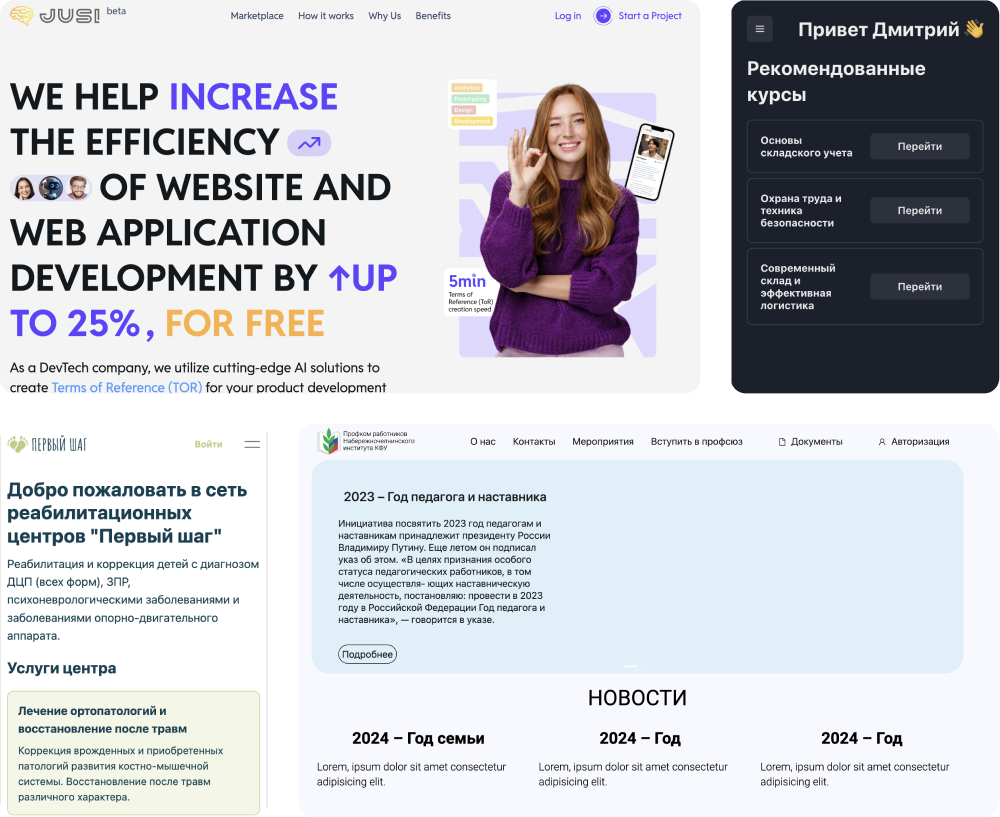 JUSI beta
Marketplace How it works Why Us Benefits
Log in Start a Project
WE HELP INCREASE
THE EFFICIENCY
OF WEBSITE AND
WEB APPLICATION
DEVELOPMENT BY ↑UP
TO 25%, FOR FREE
As a DevTech company, we utilize cutting-edge AI solutions to
create Terms of Reference (TOR) for your product development
Analytics
Prototyping
Design
Development
5min
Terms of
Reference (ToR)
creation speed
Привет Дмитрий 👋
Рекомендованные
курсы
Основы
складского учета
Перейти
Охрана труда и
техника
безопасности
Перейти
Современный
склад и
эффективная
логистика
Перейти
ПЕРВЫЙ ШАГ
Войти
Добро пожаловать в сеть
реабилитационных
центров "Первый шаг"
Реабилитация и коррекция детей с диагнозом
ДЦП (всех форм), ЗПР,
психоневрологическими заболеваниями и
заболеваниями опорно-двигательного
аппарата.
Услуги центра
Лечение ортопатологий и
восстановление после травм
Коррекция врожденных и приобретенных
патологий развития костно-мышечной
системы. Восстановление после травм
различного характера.
Профком работников
Набережночелнинского
института КФУ
О нас Контакты Мероприятия Вступить в профсюз Документы Авторизация
2023 – Год педагога и наставника
Инициатива посвятить 2023 год педагогам и
наставникам принадлежит президенту России
Владимиру Путину. Еще летом он подписал
указ об этом. «В целях признания особого
статуса педагогических работников, в том
числе осуществля- ющих наставническую
деятельность, постановляю: провести в 2023
году в Российской Федерации Год педагога и
наставника», — говорится в указе.
Подробнее
НОВОСТИ
2024 – Год семьи
Lorem, ipsum dolor sit amet consectetur
adipisicing elit.
2024 – Год
Lorem, ipsum dolor sit amet consectetur
adipisicing elit.
2024 – Год
Lorem, ipsum dolor sit amet consectetur
adipisicing elit.